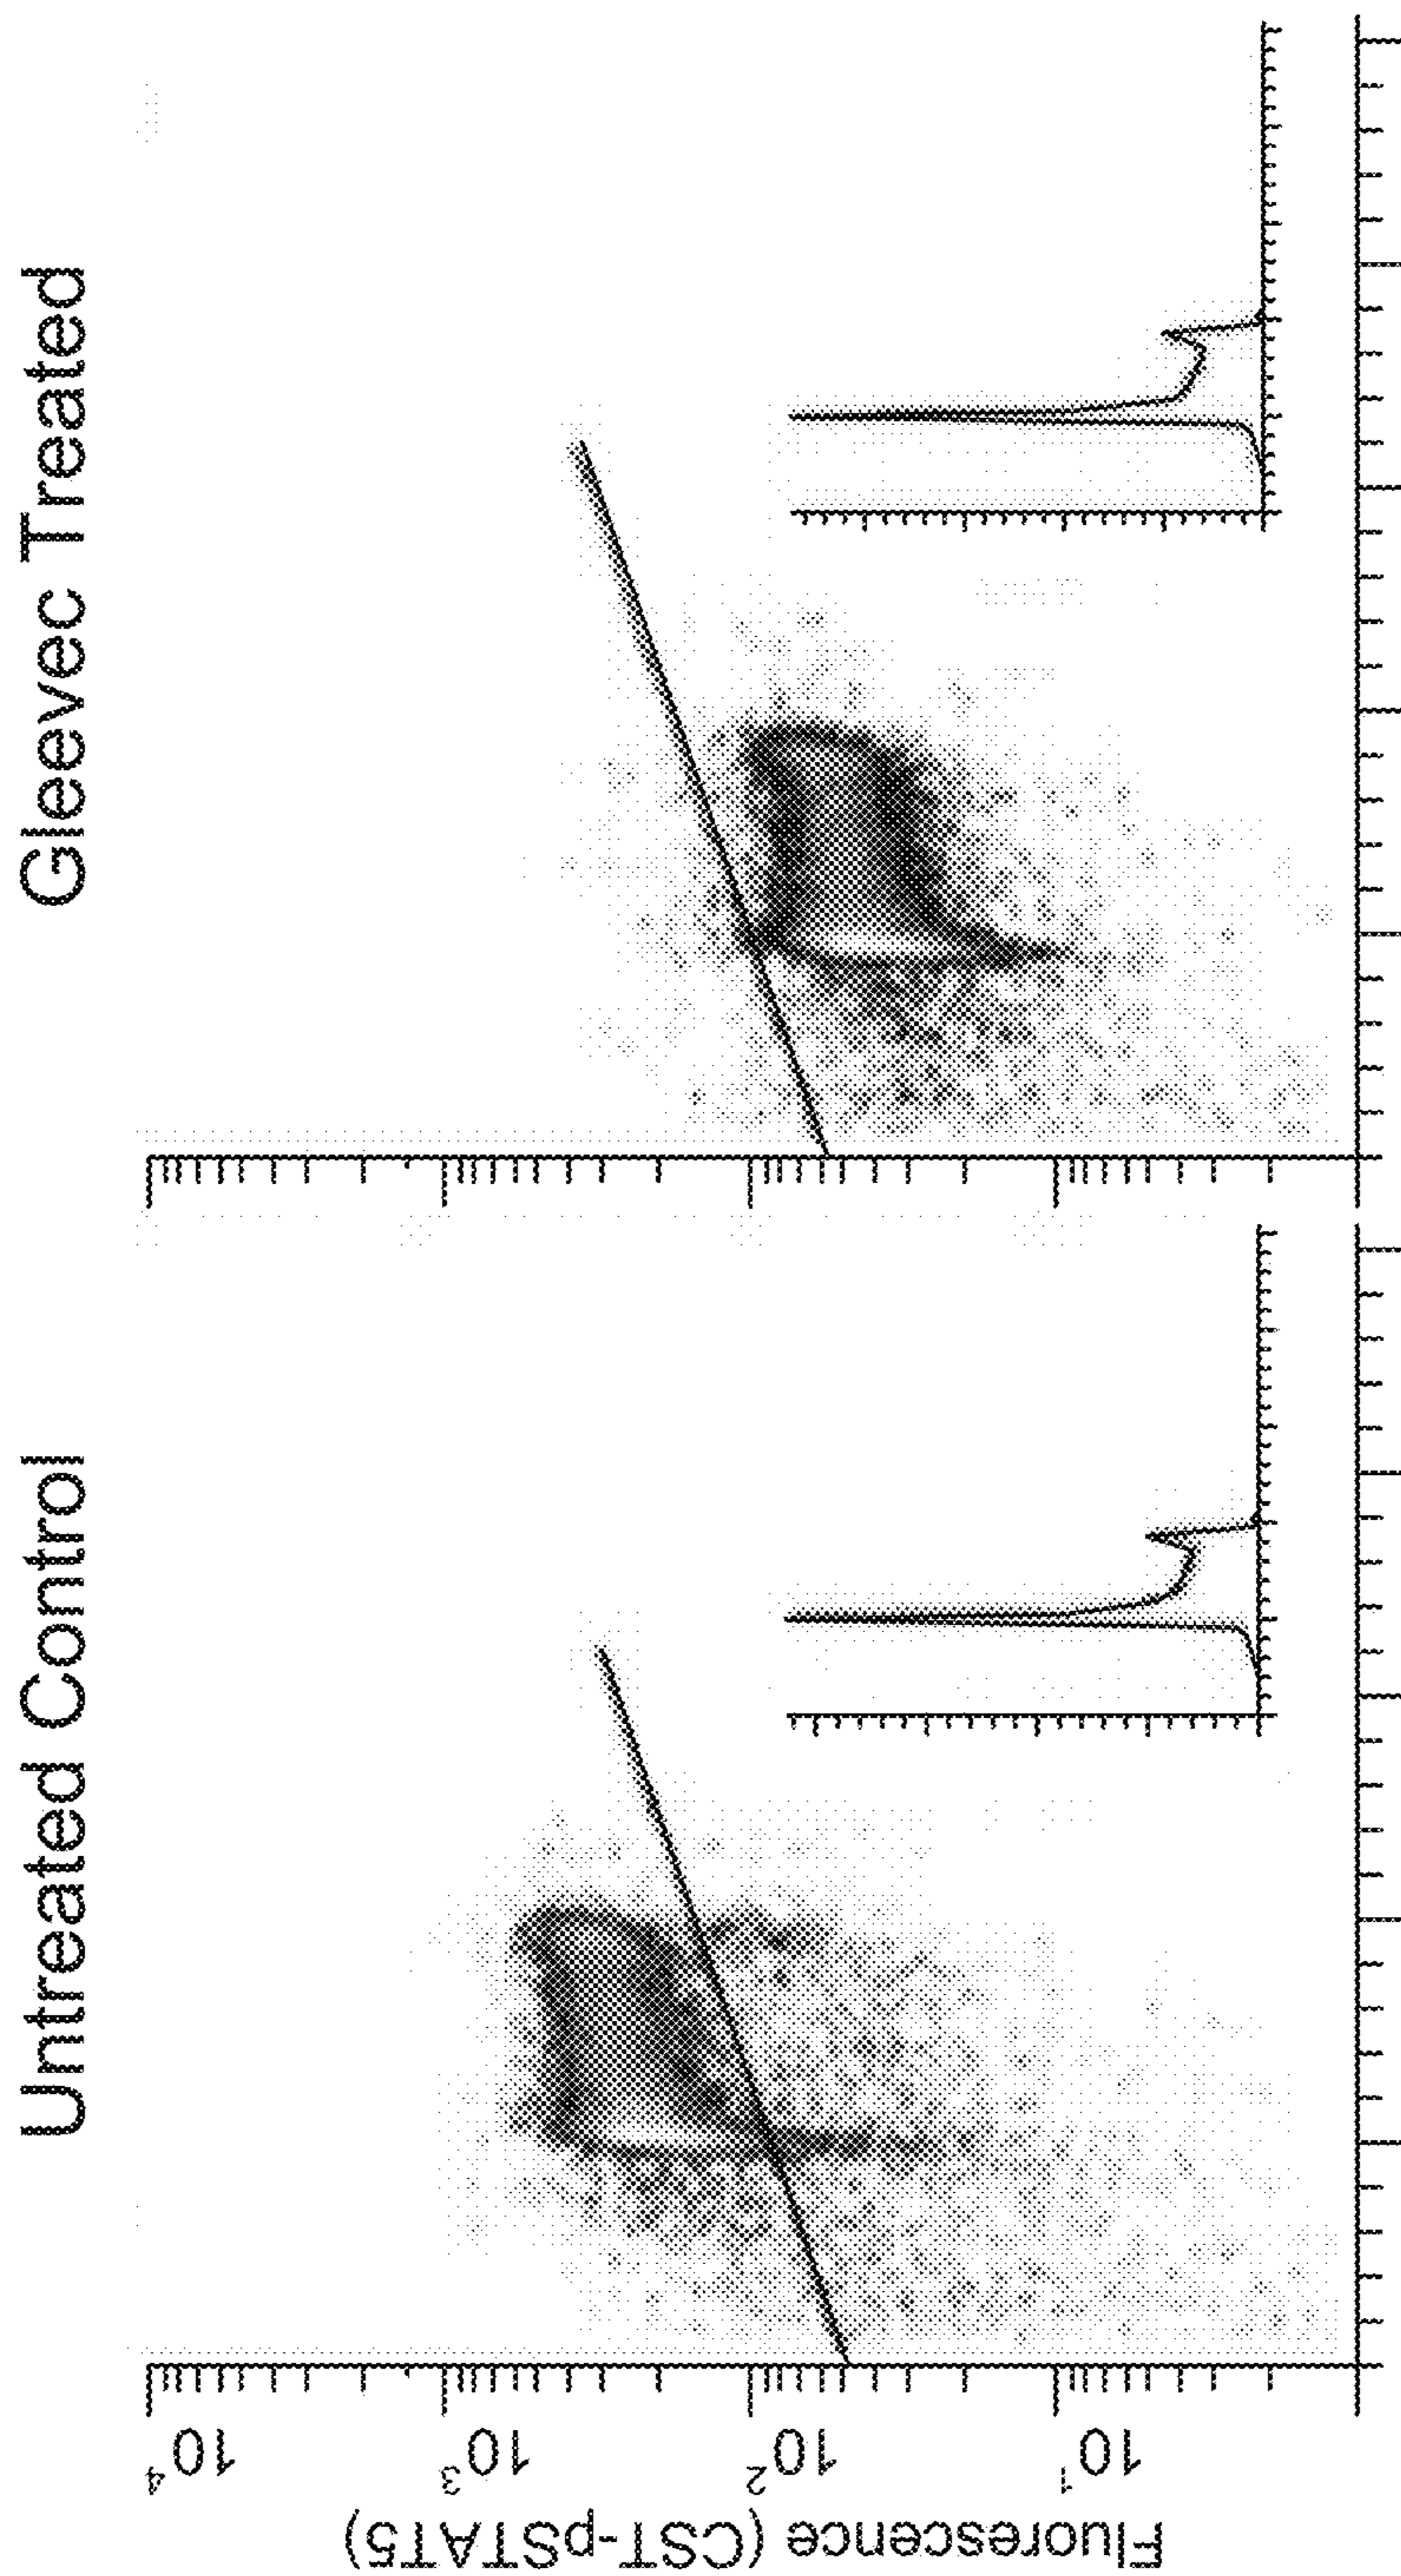 Untreated Control
Gleevec Treated
Fluorescence (CST-pSTAT5)
10⁴
10³
10²
10¹